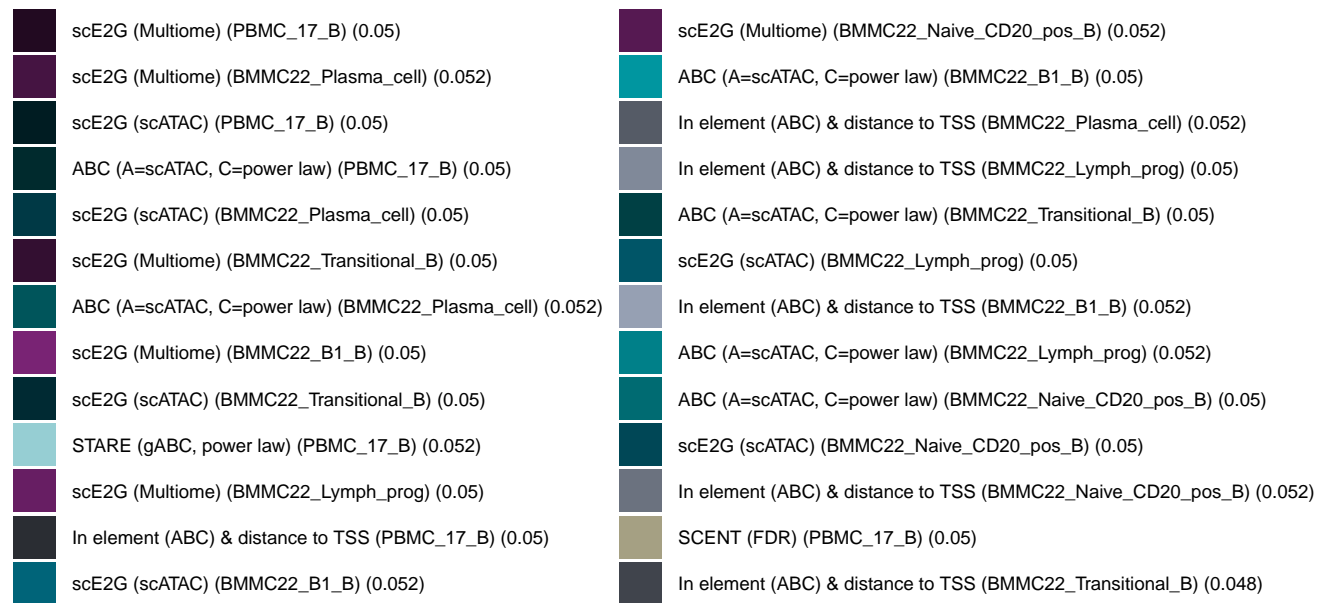 scE2G (Multiome) (PBMC_17_B) (0.05)
scE2G (Multiome) (BMMC22_Plasma_cell) (0.052)
scE2G (scATAC) (PBMC_17_B) (0.05)
ABC (A=scATAC, C=power law) (PBMC_17_B) (0.05)
scE2G (scATAC) (BMMC22_Plasma_cell) (0.05)
scE2G (Multiome) (BMMC22_Transitional_B) (0.05)
ABC (A=scATAC, C=power law) (BMMC22_Plasma_cell) (0.052)
scE2G (Multiome) (BMMC22_B1_B) (0.05)
scE2G (scATAC) (BMMC22_Transitional_B) (0.05)
STARE (gABC, power law) (PBMC_17_B) (0.052)
scE2G (Multiome) (BMMC22_Lymph_prog) (0.05)
In element (ABC) & distance to TSS (PBMC_17_B) (0.05)
scE2G (scATAC) (BMMC22_B1_B) (0.052)
scE2G (Multiome) (BMMC22_Naive_CD20_pos_B) (0.052)
ABC (A=scATAC, C=power law) (BMMC22_B1_B) (0.05)
In element (ABC) & distance to TSS (BMMC22_Plasma_cell) (0.052)
In element (ABC) & distance to TSS (BMMC22_Lymph_prog) (0.05)
ABC (A=scATAC, C=power law) (BMMC22_Transitional_B) (0.05)
scE2G (scATAC) (BMMC22_Lymph_prog) (0.05)
In element (ABC) & distance to TSS (BMMC22_B1_B) (0.052)
ABC (A=scATAC, C=power law) (BMMC22_Lymph_prog) (0.052)
ABC (A=scATAC, C=power law) (BMMC22_Naive_CD20_pos_B) (0.05)
scE2G (scATAC) (BMMC22_Naive_CD20_pos_B) (0.05)
In element (ABC) & distance to TSS (BMMC22_Naive_CD20_pos_B) (0.052)
SCENT (FDR) (PBMC_17_B) (0.05)
In element (ABC) & distance to TSS (BMMC22_Transitional_B) (0.048)